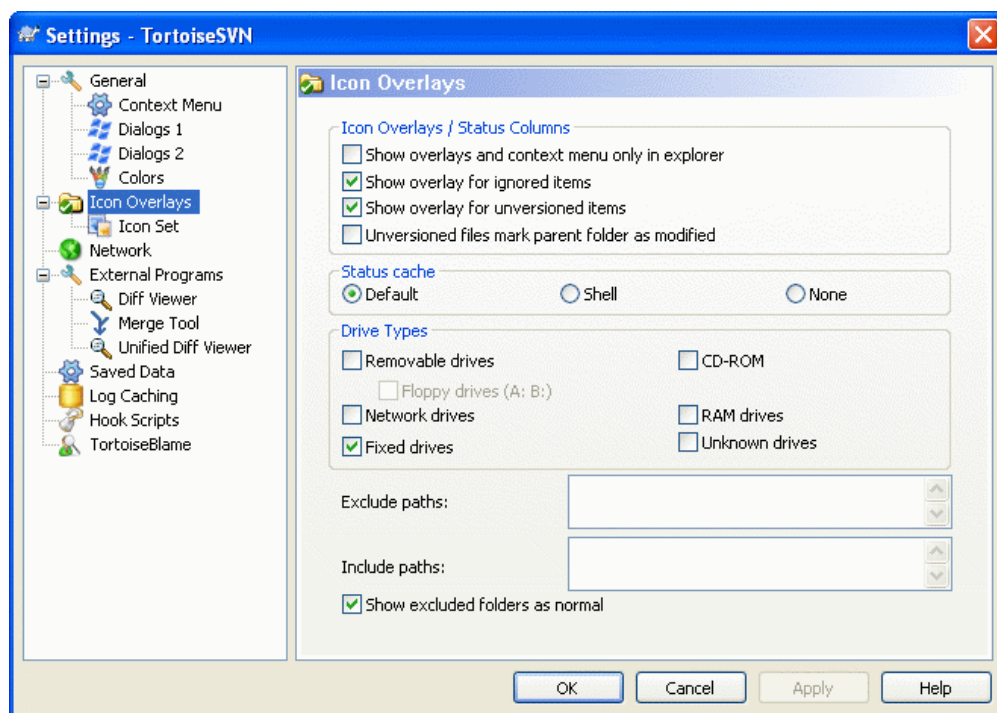 Settings - TortoiseSVN
General
Context Menu
Dialogs 1
Dialogs 2
Colors
Icon Overlays
Icon Set
Network
External Programs
Diff Viewer
Merge Tool
Unified Diff Viewer
Saved Data
Log Caching
Hook Scripts
TortoiseBlame
Icon Overlays
Icon Overlays / Status Columns
Show overlays and context menu only in explorer
Show overlay for ignored items
Show overlay for unversioned items
Unversioned files mark parent folder as modified
Status cache
Default Shell None
Drive Types
Removable drives CD-ROM
Floppy drives (A: B:)
Network drives RAM drives
Fixed drives Unknown drives
Exclude paths:
Include paths:
Show excluded folders as normal
OK Cancel Apply Help